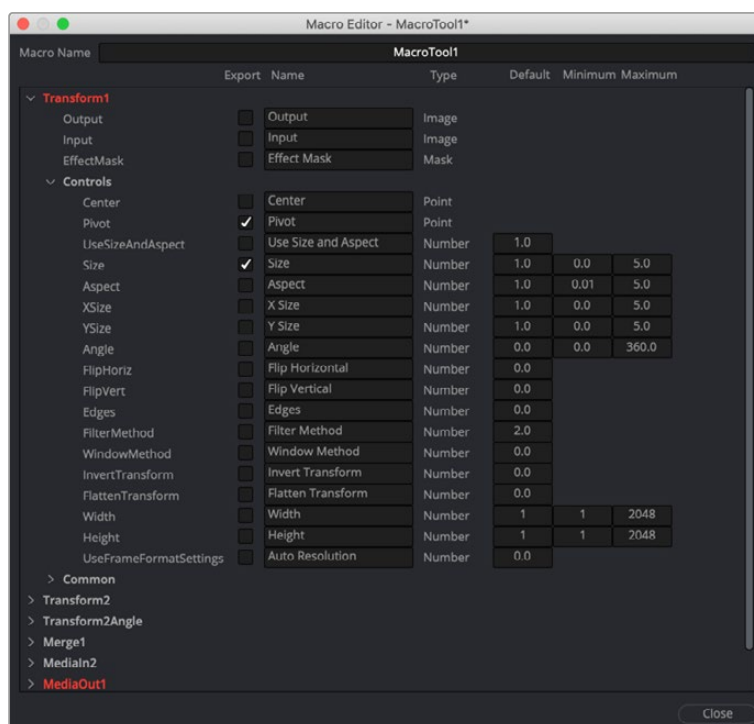 Macro Editor - MacroTool1*
Macro Name MacroTool1
Export Name Type Default Minimum Maximum
Transform1
Output Output Image
Input Input Image
EffectMask Effect Mask Mask
Controls
Center Center Point
Pivot Pivot Point
UseSizeAndAspect Use Size and Aspect Number 1.0
Size Size Number 1.0 0.0 5.0
Aspect Aspect Number 1.0 0.01 5.0
XSize X Size Number 1.0 0.0 5.0
YSize Y Size Number 1.0 0.0 5.0
Angle Angle Number 0.0 0.0 360.0
FlipHoriz Flip Horizontal Number 0.0
FlipVert Flip Vertical Number 0.0
Edges Edges Number 0.0
FilterMethod Filter Method Number 2.0
WindowMethod Window Method Number 0.0
InvertTransform Invert Transform Number 0.0
FlattenTransform Flatten Transform Number 0.0
Width Width Number 1 1 2048
Height Height Number 1 1 2048
UseFrameFormatSettings Auto Resolution Number 0.0
Common
Transform2
Transform2Angle
Merge1
MediaIn2
MediaOut1
Close